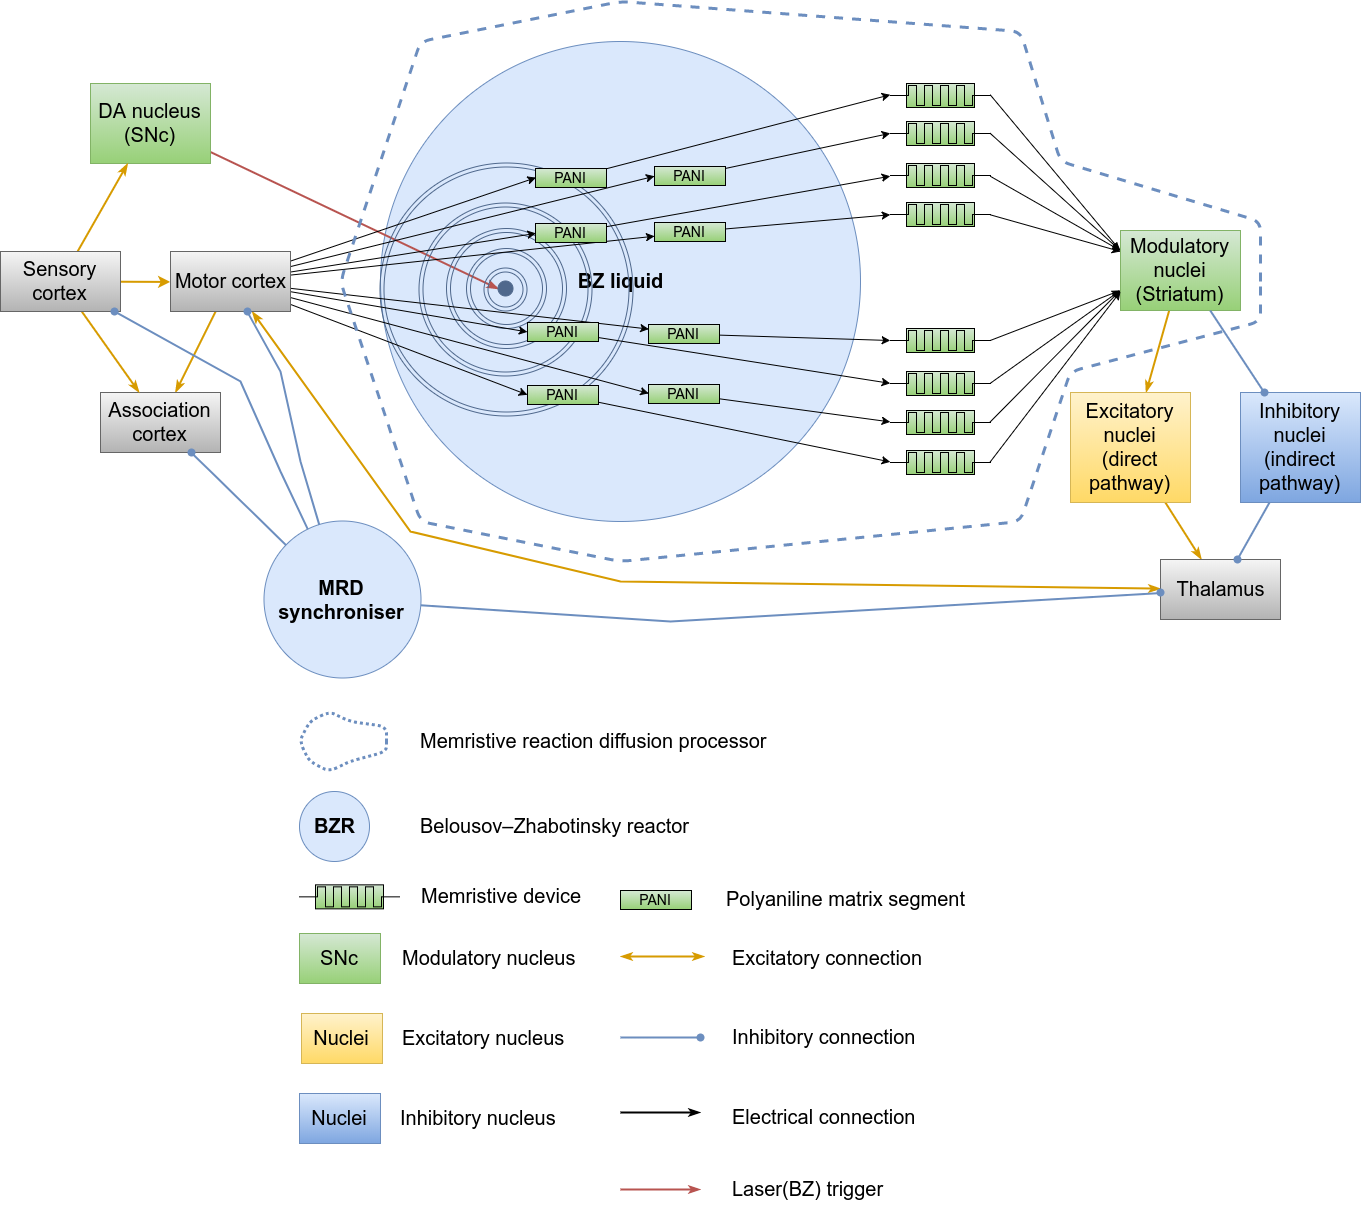 DA nucleus
(SNc)
Sensory
cortex
Motor cortex
Association
cortex
PANI
PANI
PANI
PANI
BZ liquid
PANI
PANI
PANI
PANI
Modulatory
nuclei
(Striatum)
Excitatory
nuclei
(direct
pathway)
Inhibitory
nuclei
(indirect
pathway)
Thalamus
MRD
synchroniser
Memristive reaction diffusion processor
BZR
Belousov–Zhabotinsky reactor
Memristive device
PANI
Polyaniline matrix segment
SNc
Modulatory nucleus
Excitatory connection
Nuclei
Excitatory nucleus
Inhibitory connection
Nuclei
Inhibitory nucleus
Electrical connection
Laser(BZ) trigger